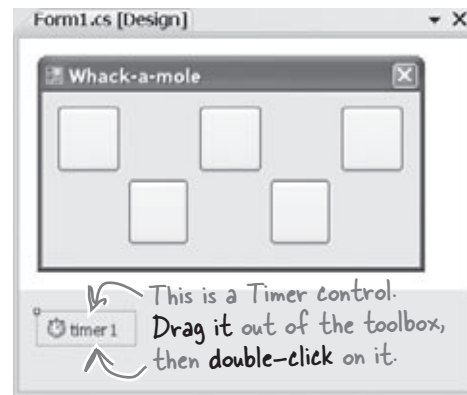 Form1.cs [Design]
Whack-a-mole
This is a Timer control.
Drag it out of the toolbox,
then double-click on it.
timer1